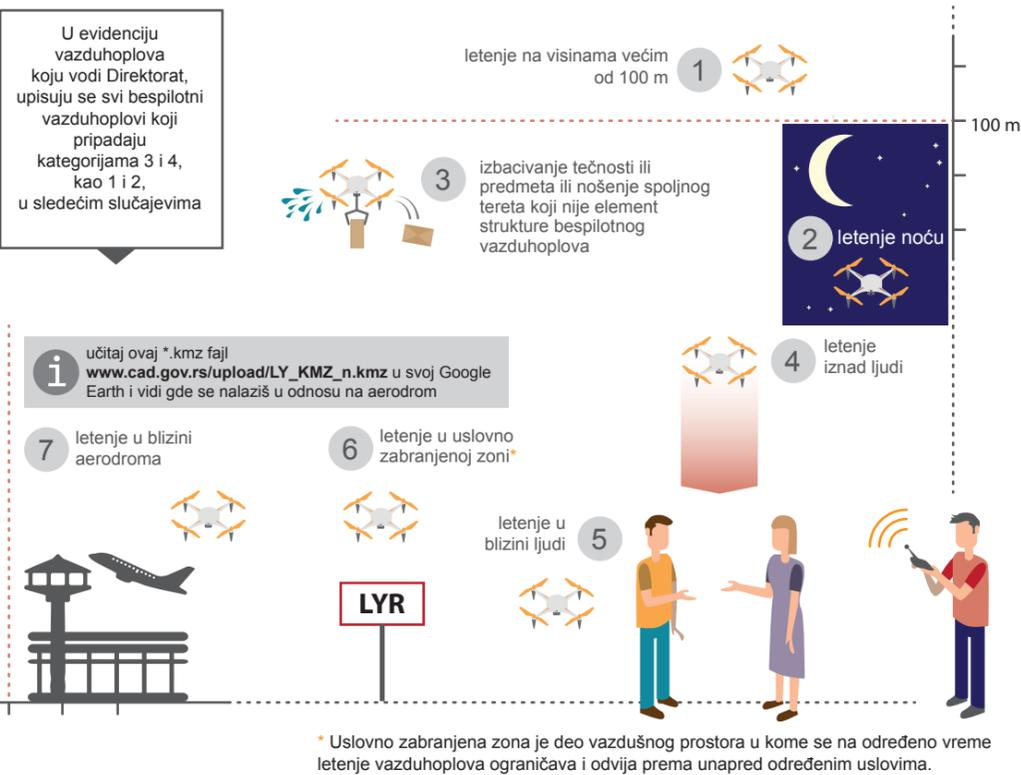 U evidenciju
vazduhoplova
koju vodi Direktorat,
upisuju se svi bespilotni
vazduhoplovi koji
pripadaju
kategorijama 3 i 4,
kao 1 i 2,
u sledećim slučajevima
letenje na visinama većim
od 100 m
1
100 m
3
izbacivanje tečnosti ili
predmeta ili nošenje spoljnog
tereta koji nije element
strukture bespilotnog
vazduhoplova
2 letenje noću
i
učitaj ovaj *.kmz fajl
www.cad.gov.rs/upload/LY_KMZ_n.kmz u svoj Google
Earth i vidi gde se nalaziš u odnosu na aerodrom
4
letenje
iznad ljudi
7
letenje u blizini
aerodroma
6
letenje u uslovno
zabranjenoj zoni*
letenje u
blizini ljudi
5
LYR
* Uslovno zabranjena zona je deo vazdušnog prostora u kome se na određeno vreme
letenje vazduhoplova ograničava i odvija prema unapred određenim uslovima.